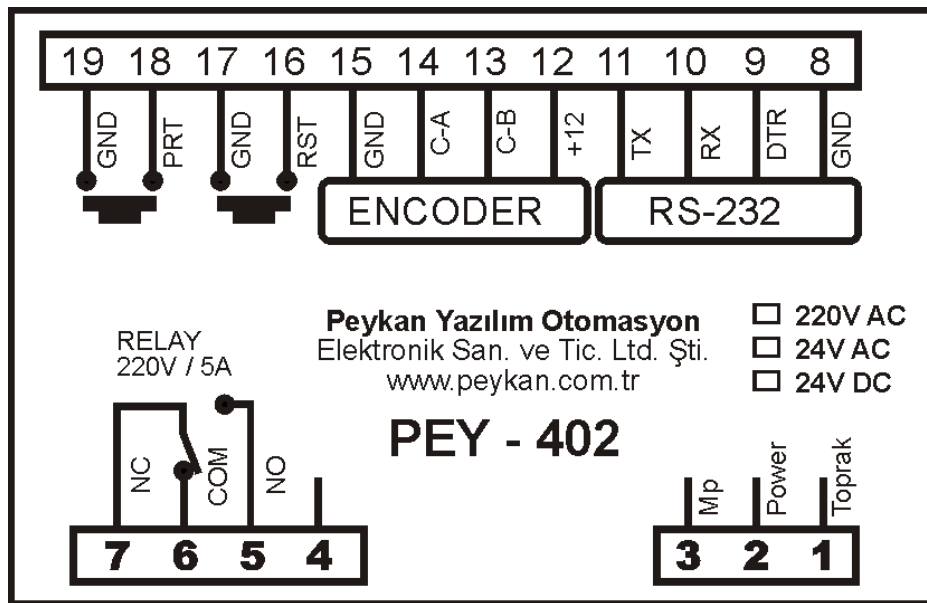 19 18 17 16 15 14 13 12 11 10 9 8
GND PRT GND RST GND C-A C-B +12 TX RX DTR GND
ENCODER RS-232
RELAY
220V / 5A
Peykan Yazılım Otomasyon
Elektronik San. ve Tic. Ltd. Şti.
www.peykan.com.tr
220V AC
24V AC
24V DC
PEY - 402
NC COM NO
7 6 5 4
Mp Power Toprak
3 2 1